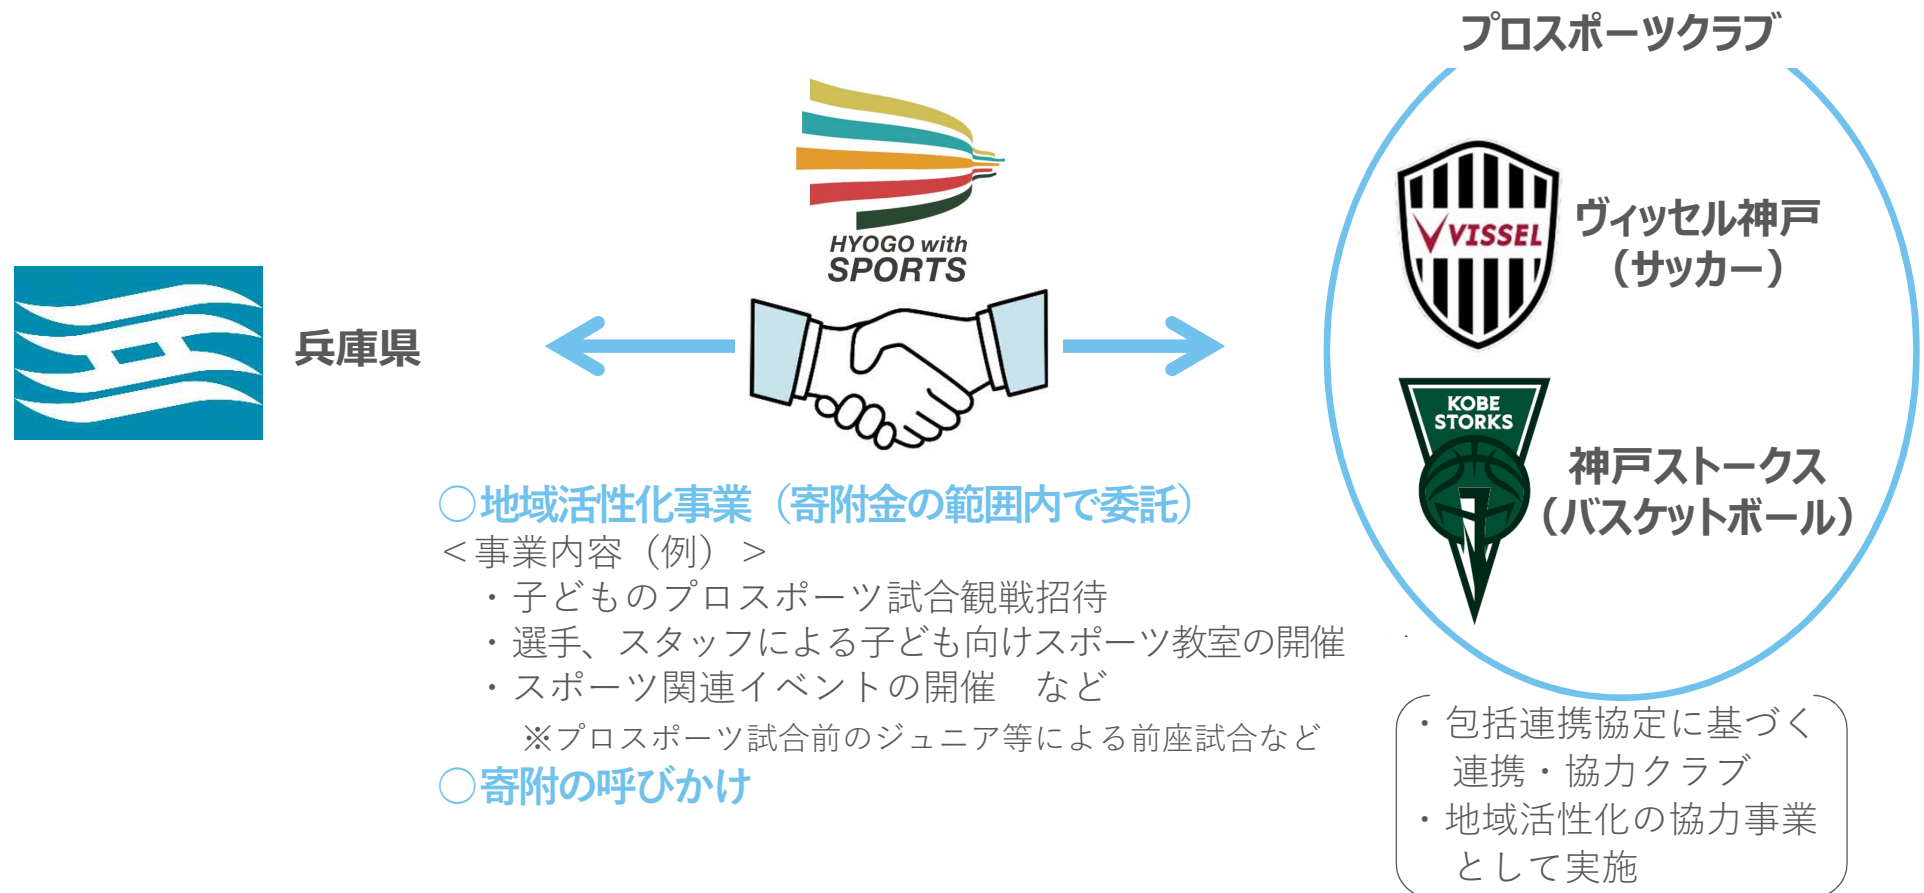 プロスポーツクラブ
HYOGO with
SPORTS
兵庫県
VISSEL
ヴィッセル神戸
（サッカー）
KOBE
STORKS
神戸ストークス
（バスケットボール）
○地域活性化事業（寄附金の範囲内で委託）
＜事業内容（例）＞
・子どものプロスポーツ試合観戦招待
・選手、スタッフによる子ども向けスポーツ教室の開催
・スポーツ関連イベントの開催　など
※プロスポーツ試合前のジュニア等による前座試合など
○寄附の呼びかけ
・包括連携協定に基づく
連携・協力クラブ
・地域活性化の協力事業
として実施